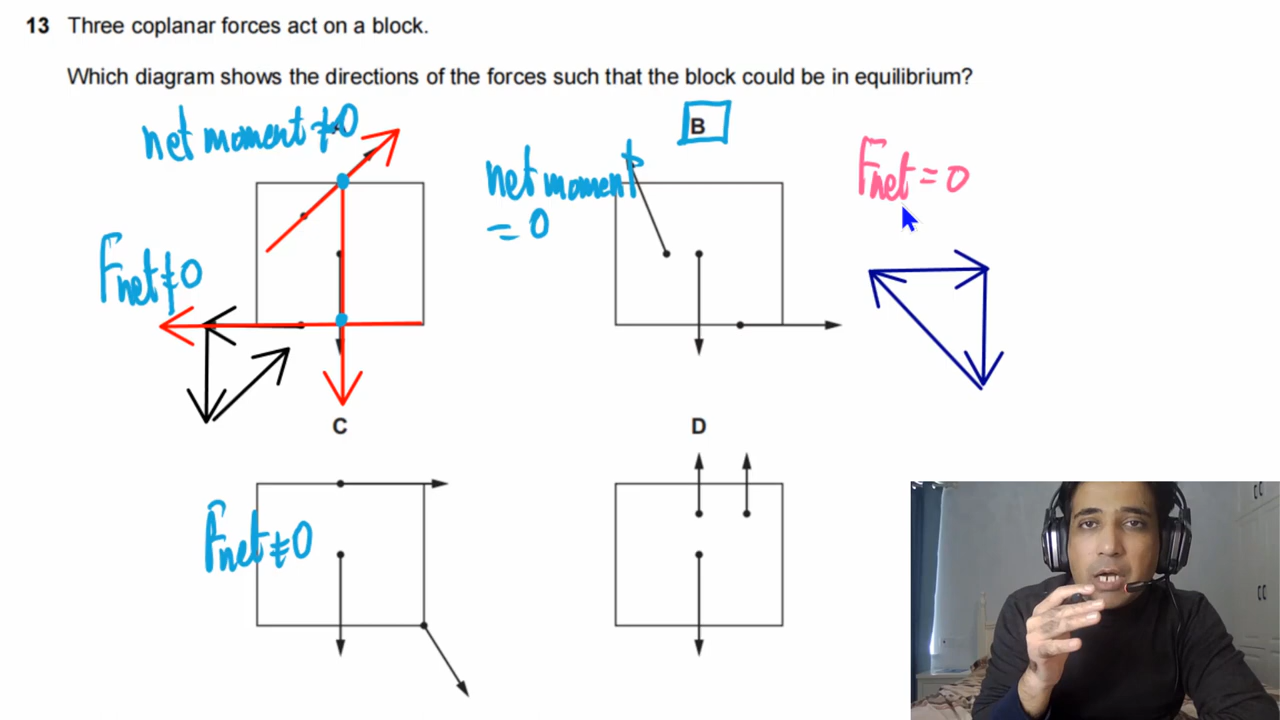 13 Three coplanar forces act on a block.
Which diagram shows the directions of the forces such that the block could be in equilibrium?
net moment ≠0
B
net moment
= 0
Fnet = 0
Fnet ≠0
C
D
Fnet ≠0